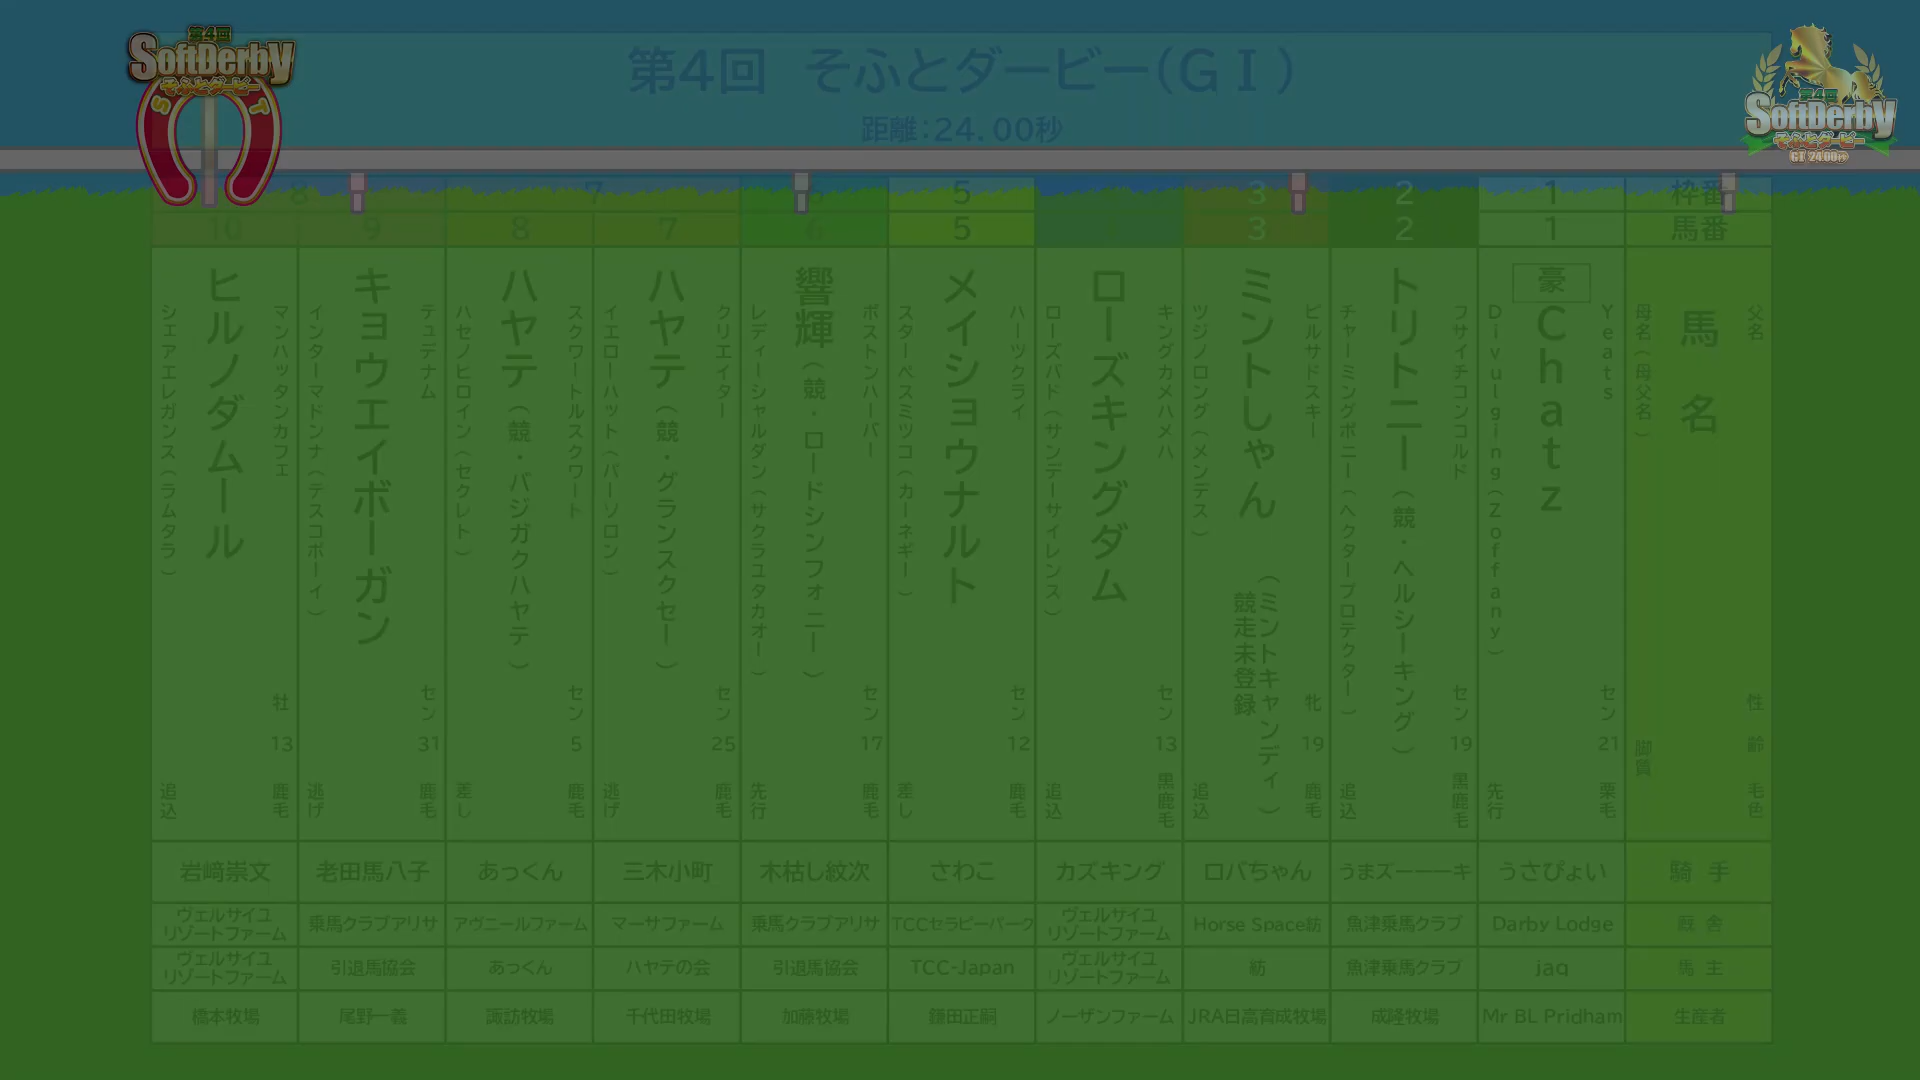 第4回 そふとダービー(GⅠ)
距離:24.00秒
第4回
SoftDerby
そふとダービー
S T
第4回
SoftDerby
そふとダービー
GⅠ 24.00秒
枠番
馬番
馬名
父名
母名(母父名)
性
齢
毛色
脚質
騎手
厩舎
馬主
生産者
1
1
豪
Chatz
Yeats
Divulging(Zoffany)
セン
21
栗毛
先行
うさぴょい
Darby Lodge
jaq
Mr BL Pridham
2
2
トリトニー(競・ヘルシーキング)
フサイチコンコルド
チャーミングポニー(ヘクタープロテクター)
セン
19
黒鹿毛
追込
うまズーーーキ
魚津乗馬クラブ
魚津乗馬クラブ
成隆牧場
3
3
ミントしゃん
(ミントキャンディ)
競走未登録
ピルサドスキー
ツジノロング(メンデス)
牝
19
鹿毛
追込
ロバちゃん
Horse Space紡
紡
JRA日高育成牧場
ローズキングダム
キングカメハメハ
ローズバド(サンデーサイレンス)
セン
13
黒鹿毛
追込
カズキング
ヴェルサイユ
リゾートファーム
ヴェルサイユ
リゾートファーム
ノーザンファーム
5
5
メイショウナルト
ハーツクライ
スターペスミツコ(カーネギー)
セン
12
鹿毛
差し
さわこ
TCCセラピーパーク
TCC-Japan
鎌田正嗣
6
響輝(競・ロードシンフォニー)
ボストンハーバー
レディーシャルダン(サクラユタカオー)
セン
17
鹿毛
先行
木枯し紋次
乗馬クラブアリサ
引退馬協会
加藤牧場
7
7
ハヤテ(競・グランスクセー)
クリエイター
イエローハット(パーソロン)
セン
25
鹿毛
逃げ
三木小町
マーサファーム
ハヤテの会
千代田牧場
8
ハヤテ(競・バジガクハヤテ)
スクワートルスクワート
ハセノヒロイン(セクレト)
セン
5
鹿毛
差し
あっくん
アヴニールファーム
あっくん
諏訪牧場
8
9
キョウエイボーガン
テュデナム
インターマドンナ(テスコボーイ)
セン
31
鹿毛
逃げ
老田馬八子
乗馬クラブアリサ
引退馬協会
尾野一義
10
ヒルノダムール
マンハッタンカフェ
シェアエレガンス(ラムタラ)
牡
13
鹿毛
追込
岩﨑崇文
ヴェルサイユ
リゾートファーム
ヴェルサイユ
リゾートファーム
橋本牧場